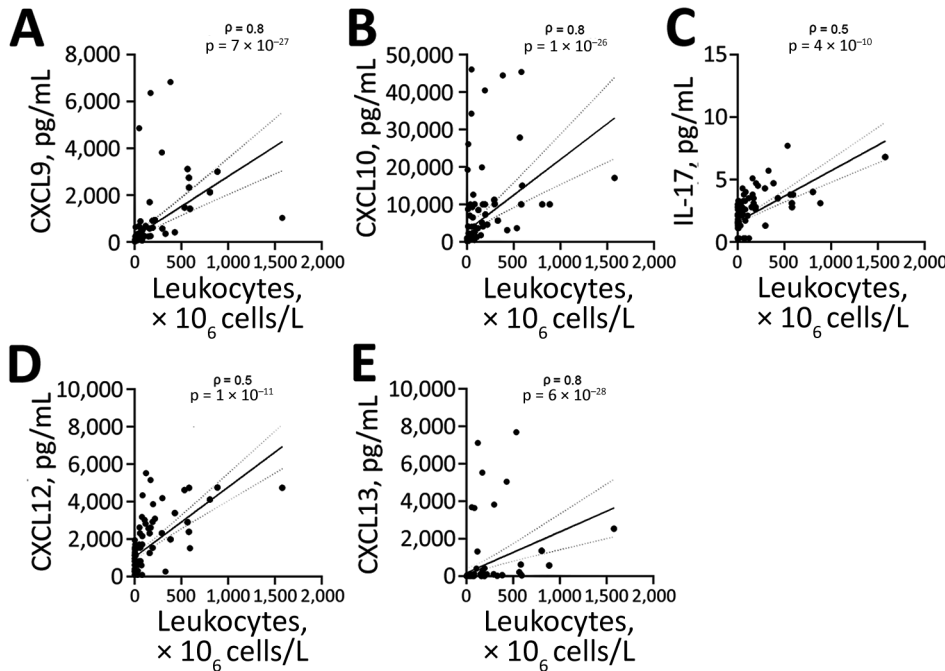 A
ρ = 0.8
p = 7 × 10⁻²⁷
8,000
6,000
4,000
2,000
0
CXCL9, pg/mL
0 500 1,000 1,500 2,000
Leukocytes,
× 10₆ cells/L
B
ρ = 0.8
p = 1 × 10⁻²⁶
50,000
40,000
30,000
20,000
10,000
0
CXCL10, pg/mL
0 500 1,000 1,500 2,000
Leukocytes,
× 10₆ cells/L
C
ρ = 0.5
p = 4 × 10⁻¹⁰
15
10
5
0
IL-17, pg/mL
0 500 1,000 1,500 2,000
Leukocytes,
× 10₆ cells/L
D
ρ = 0.5
p = 1 × 10⁻¹¹
10,000
8,000
6,000
4,000
2,000
0
CXCL12, pg/mL
0 500 1,000 1,500 2,000
Leukocytes,
× 10₆ cells/L
E
ρ = 0.8
p = 6 × 10⁻²⁸
10,000
8,000
6,000
4,000
2,000
0
CXCL13, pg/mL
0 500 1,000 1,500 2,000
Leukocytes,
× 10₆ cells/L